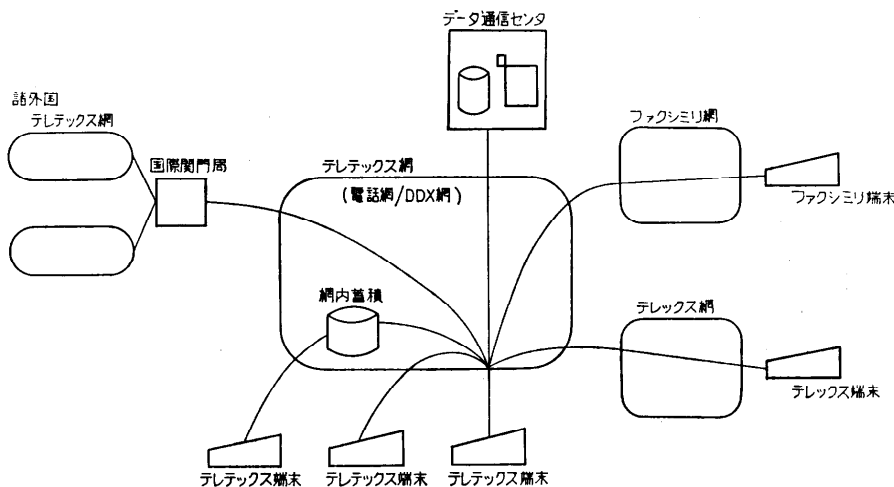 データ通信センタ
諸外国
テレテックス網
国際関門局
テレテックス網
(電話網/DDX網)
ファクシミリ網
ファクシミリ端末
網内蓄積
テレックス網
テレックス端末
テレテックス端末
テレテックス端末
テレテックス端末